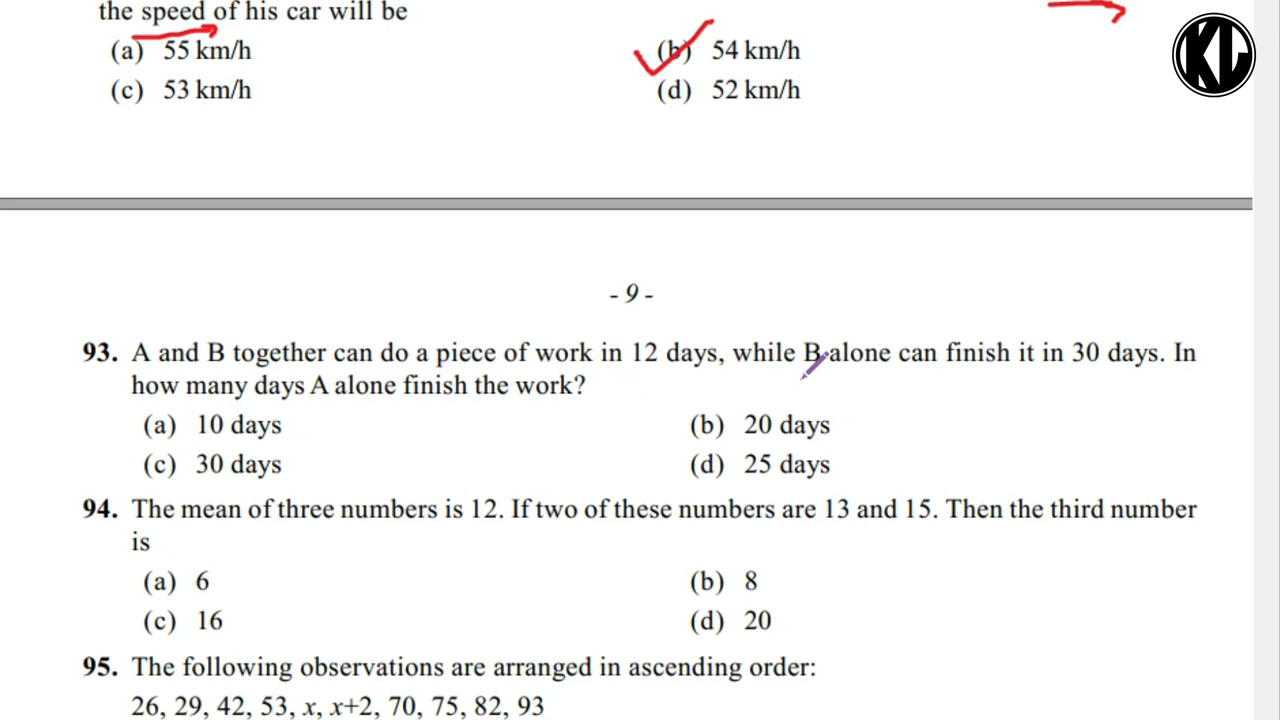 the speed of his car will be
(a) 55 km/h (b) 54 km/h
(c) 53 km/h (d) 52 km/h
KL
- 9 -
93. A and B together can do a piece of work in 12 days, while B alone can finish it in 30 days. In
how many days A alone finish the work?
(a) 10 days (b) 20 days
(c) 30 days (d) 25 days
94. The mean of three numbers is 12. If two of these numbers are 13 and 15. Then the third number
is
(a) 6 (b) 8
(c) 16 (d) 20
95. The following observations are arranged in ascending order:
26, 29, 42, 53, x, x+2, 70, 75, 82, 93